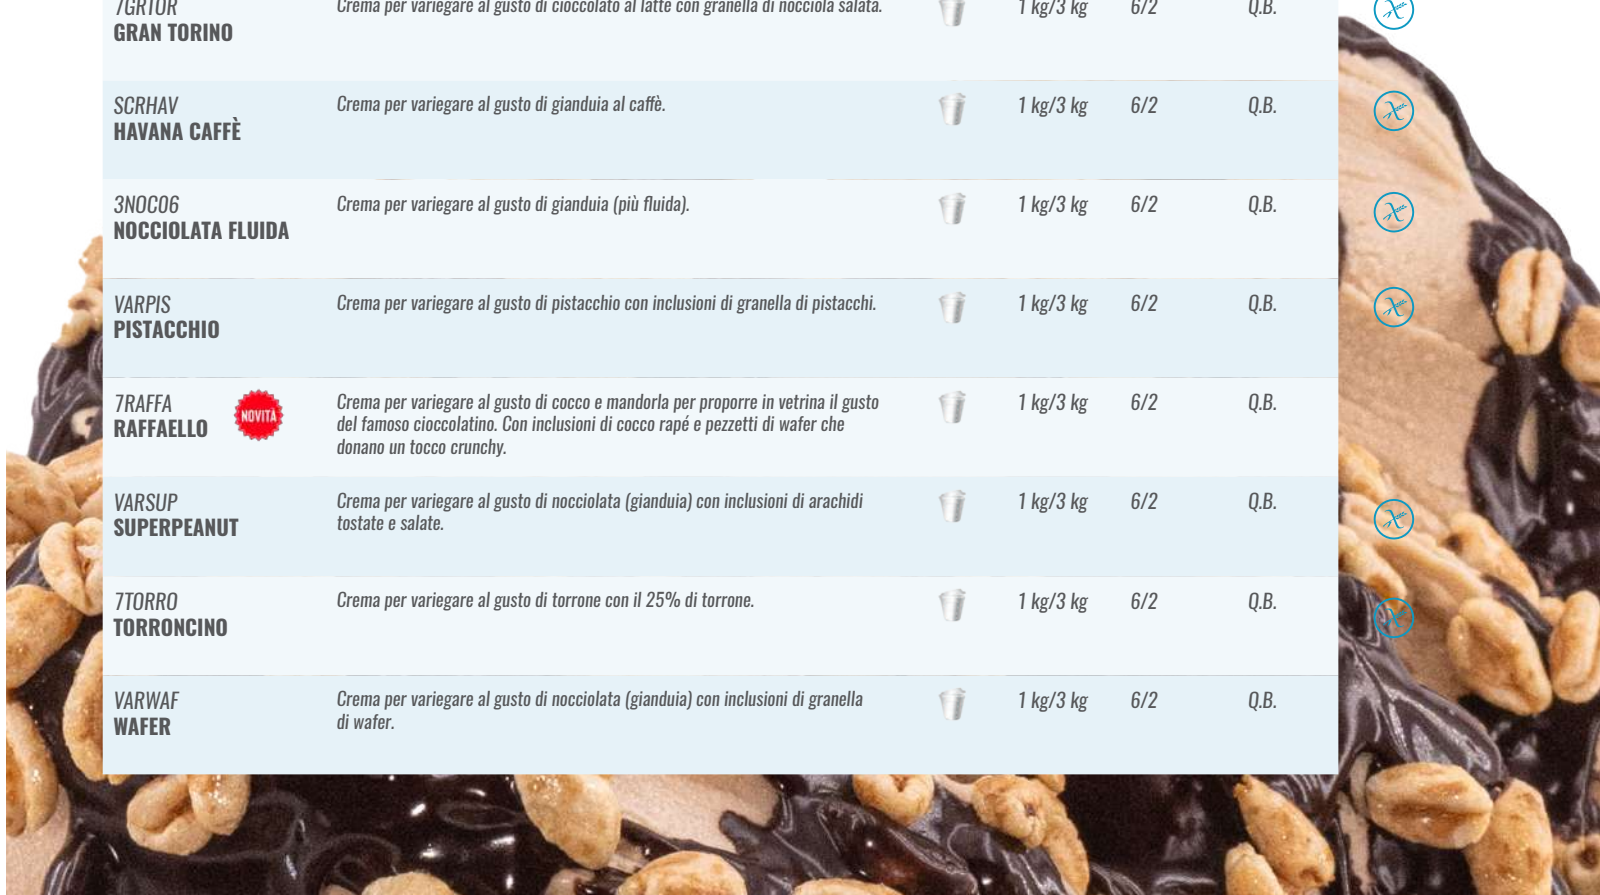 7GRTOR
GRAN TORINO
Crema per variegare al gusto di cioccolato al latte con granella di nocciola salata.
1 kg/3 kg
6/2
Q.B.
SCRHAV
HAVANA CAFFÈ
Crema per variegare al gusto di gianduia al caffè.
1 kg/3 kg
6/2
Q.B.
3NOC06
NOCCIOLATA FLUIDA
Crema per variegare al gusto di gianduia (più fluida).
1 kg/3 kg
6/2
Q.B.
VARPIS
PISTACCHIO
Crema per variegare al gusto di pistacchio con inclusioni di granella di pistacchi.
1 kg/3 kg
6/2
Q.B.
7RAFFA
RAFFAELLO
NOVITÀ
Crema per variegare al gusto di cocco e mandorla per proporre in vetrina il gusto
del famoso cioccolatino. Con inclusioni di cocco rapé e pezzetti di wafer che
donano un tocco crunchy.
1 kg/3 kg
6/2
Q.B.
VARSUP
SUPERPEANUT
Crema per variegare al gusto di nocciolata (gianduia) con inclusioni di arachidi
tostate e salate.
1 kg/3 kg
6/2
Q.B.
7TORRO
TORRONCINO
Crema per variegare al gusto di torrone con il 25% di torrone.
1 kg/3 kg
6/2
Q.B.
VARWAF
WAFER
Crema per variegare al gusto di nocciolata (gianduia) con inclusioni di granella
di wafer.
1 kg/3 kg
6/2
Q.B.